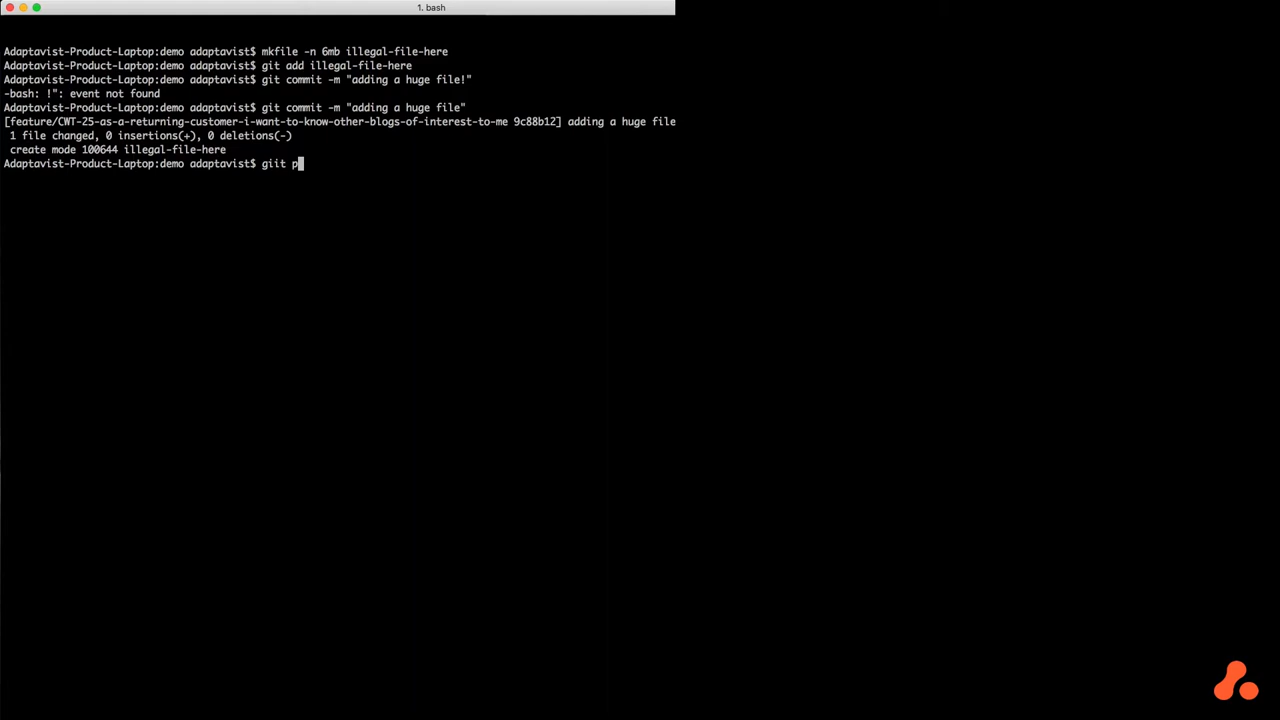 1. bash
Adaptavist-Product-Laptop:demo adaptavist$ mkfile -n 6mb illegal-file-here
Adaptavist-Product-Laptop:demo adaptavist$ git add illegal-file-here
Adaptavist-Product-Laptop:demo adaptavist$ git commit -m "adding a huge file!"
-bash: !": event not found
Adaptavist-Product-Laptop:demo adaptavist$ git commit -m "adding a huge file"
[feature/CWT-25-as-a-returning-customer-i-want-to-know-other-blogs-of-interest-to-me 9c88b12] adding a huge file
1 file changed, 0 insertions(+), 0 deletions(-)
create mode 100644 illegal-file-here
Adaptavist-Product-Laptop:demo adaptavist$ giit p